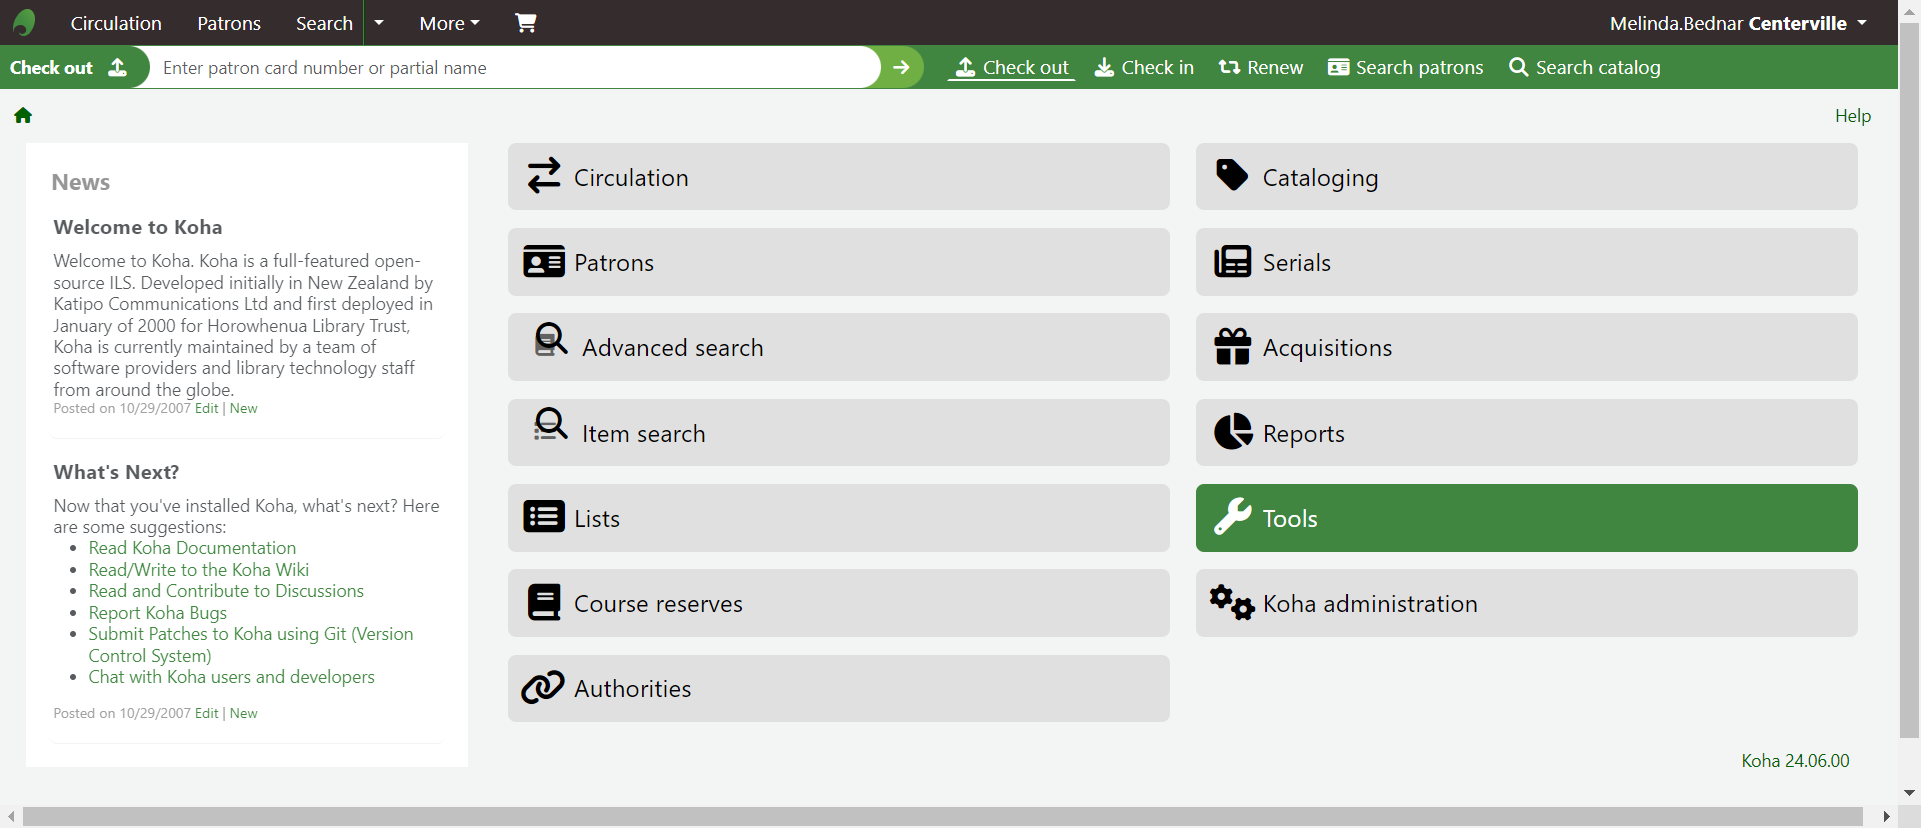 Circulation Patrons Search More Melinda.Bednar Centerville
Check out Enter patron card number or partial name Check out Check in Renew Search patrons Search catalog
Help
News
Welcome to Koha
Welcome to Koha. Koha is a full-featured open-
source ILS. Developed initially in New Zealand by
Katipo Communications Ltd and first deployed in
January of 2000 for Horowhenua Library Trust,
Koha is currently maintained by a team of
software providers and library technology staff
from around the globe.
Posted on 10/29/2007 Edit | New
What's Next?
Now that you've installed Koha, what's next? Here
are some suggestions:
• Read Koha Documentation
• Read/Write to the Koha Wiki
• Read and Contribute to Discussions
• Report Koha Bugs
• Submit Patches to Koha using Git (Version
Control System)
• Chat with Koha users and developers
Posted on 10/29/2007 Edit | New
Circulation
Patrons
Advanced search
Item search
Lists
Course reserves
Authorities
Cataloging
Serials
Acquisitions
Reports
Tools
Koha administration
Koha 24.06.00